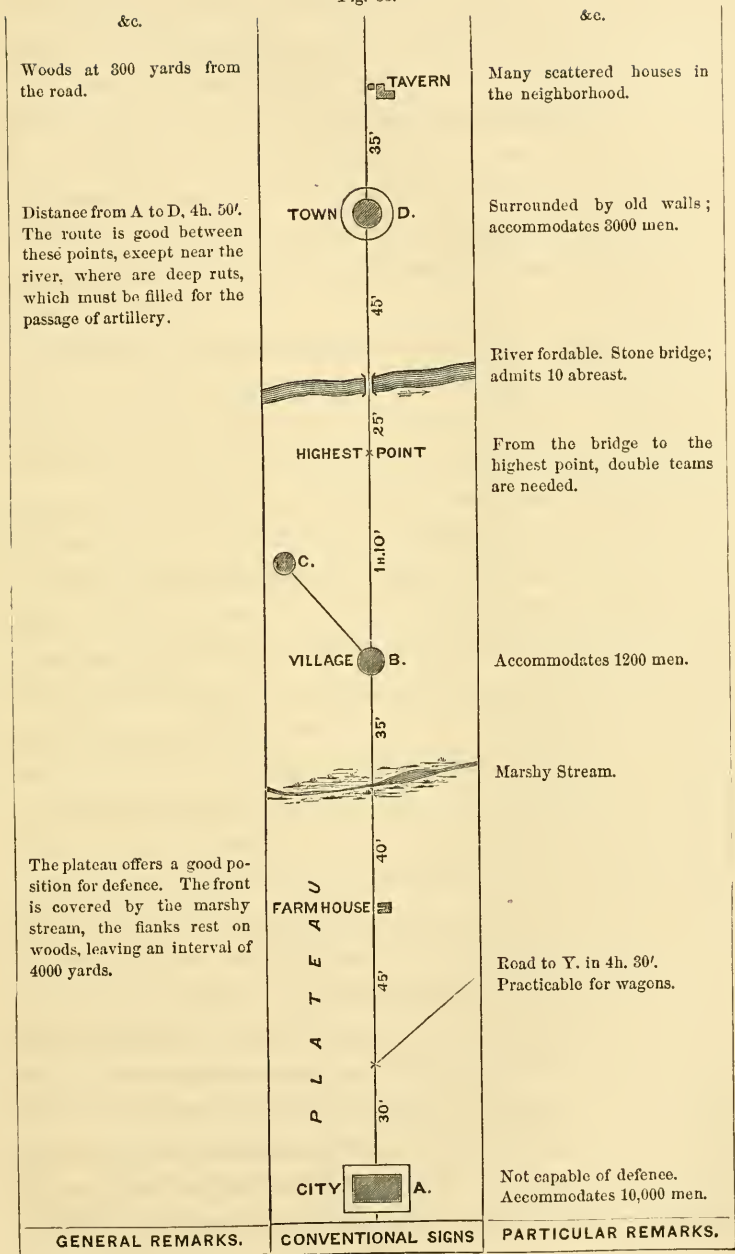 &c.
Woods at 300 yards from
the road.
Distance from A to D, 4h. 50′.
The route is good between
these points, except near the
river, where are deep ruts,
which must be filled for the
passage of artillery.
The plateau offers a good po-
sition for defence. The front
is covered by the marshy
stream, the flanks rest on
woods, leaving an interval of
4000 yards.
GENERAL REMARKS.
TAVERN
35'
TOWN D.
45'
25'
HIGHEST POINT
1H.10'
C.
VILLAGE B.
35'
40'
FARM HOUSE
PLATEAU
45'
30'
CITY A.
CONVENTIONAL SIGNS
&c.
Many scattered houses in
the neighborhood.
Surrounded by old walls;
accommodates 3000 men.
River fordable. Stone bridge;
admits 10 abreast.
From the bridge to the
highest point, double teams
are needed.
Accommodates 1200 men.
Marshy Stream.
Road to Y. in 4h. 30′.
Practicable for wagons.
Not capable of defence.
Accommodates 10,000 men.
PARTICULAR REMARKS.